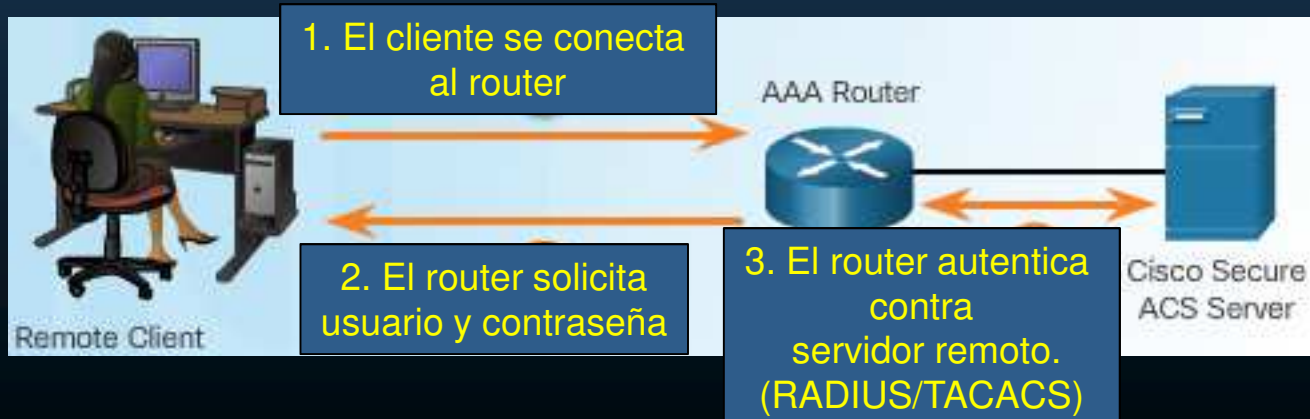 1. El cliente se conecta
al router
AAA Router
2. El router solicita
usuario y contraseña
3. El router autentica
contra
servidor remoto.
(RADIUS/TACACS)
Cisco Secure
ACS Server
Remote Client